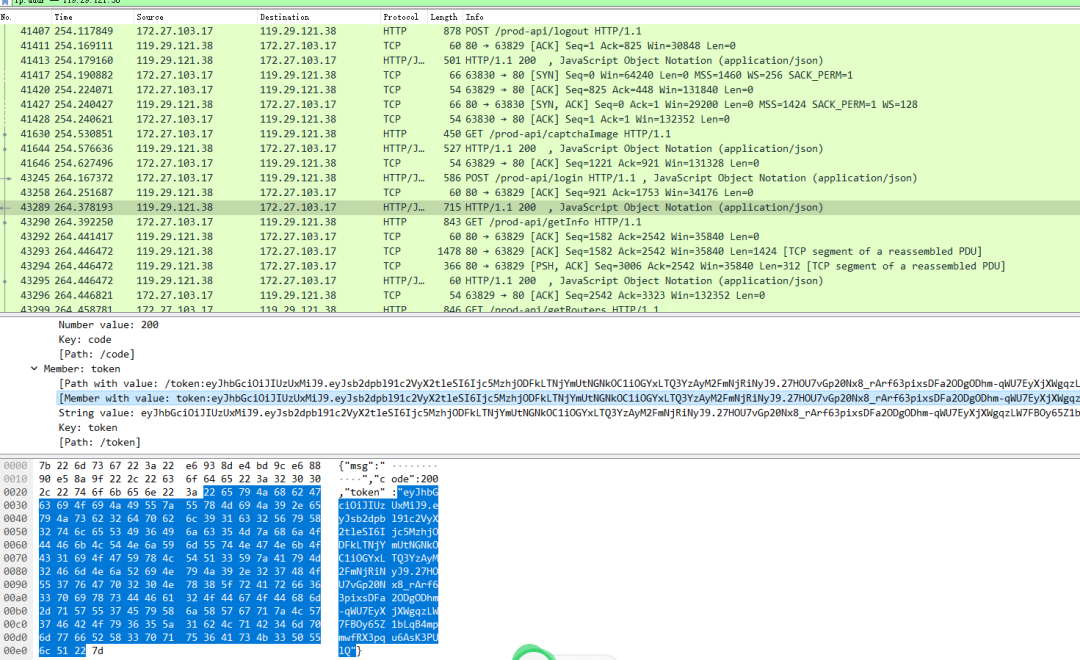 No. Time Source Destination Protocol Length Info
41407 254.117849 172.27.103.17 119.29.121.38 HTTP 878 POST /prod-api/logout HTTP/1.1
41411 254.169111 119.29.121.38 172.27.103.17 TCP 60 80 → 63829 [ACK] Seq=1 Ack=825 Win=30848 Len=0
41413 254.179160 119.29.121.38 172.27.103.17 HTTP/J… 501 HTTP/1.1 200 , JavaScript Object Notation (application/json)
41417 254.190882 172.27.103.17 119.29.121.38 TCP 66 63830 → 80 [SYN] Seq=0 Win=64240 Len=0 MSS=1460 WS=256 SACK_PERM=1
41420 254.224071 172.27.103.17 119.29.121.38 TCP 54 63829 → 80 [ACK] Seq=825 Ack=448 Win=131840 Len=0
41427 254.240427 119.29.121.38 172.27.103.17 TCP 66 80 → 63830 [SYN, ACK] Seq=0 Ack=1 Win=29200 Len=0 MSS=1424 SACK_PERM=1 WS=128
41428 254.240621 172.27.103.17 119.29.121.38 TCP 54 63830 → 80 [ACK] Seq=1 Ack=1 Win=132352 Len=0
41630 254.530851 172.27.103.17 119.29.121.38 HTTP 450 GET /prod-api/captchaImage HTTP/1.1
41644 254.576636 119.29.121.38 172.27.103.17 HTTP/J… 527 HTTP/1.1 200 , JavaScript Object Notation (application/json)
41646 254.627496 172.27.103.17 119.29.121.38 TCP 54 63829 → 80 [ACK] Seq=1221 Ack=921 Win=131328 Len=0
43245 264.167372 172.27.103.17 119.29.121.38 HTTP/J… 586 POST /prod-api/login HTTP/1.1 , JavaScript Object Notation (application/json)
43258 264.251687 119.29.121.38 172.27.103.17 TCP 60 80 → 63829 [ACK] Seq=921 Ack=1753 Win=34176 Len=0
43289 264.378193 119.29.121.38 172.27.103.17 HTTP/J… 715 HTTP/1.1 200 , JavaScript Object Notation (application/json)
43290 264.392250 172.27.103.17 119.29.121.38 HTTP 843 GET /prod-api/getInfo HTTP/1.1
43292 264.441417 119.29.121.38 172.27.103.17 TCP 60 80 → 63829 [ACK] Seq=1582 Ack=2542 Win=35840 Len=0
43293 264.446472 119.29.121.38 172.27.103.17 TCP 1478 80 → 63829 [ACK] Seq=1582 Ack=2542 Win=35840 Len=1424 [TCP segment of a reassembled PDU]
43294 264.446472 119.29.121.38 172.27.103.17 TCP 366 80 → 63829 [PSH, ACK] Seq=3006 Ack=2542 Win=35840 Len=312 [TCP segment of a reassembled PDU]
43295 264.446472 119.29.121.38 172.27.103.17 HTTP/J… 60 HTTP/1.1 200 , JavaScript Object Notation (application/json)
43296 264.446821 172.27.103.17 119.29.121.38 TCP 54 63829 → 80 [ACK] Seq=2542 Ack=3323 Win=132352 Len=0
43299 264.458781 172.27.103.17 119.29.121.38 HTTP 846 GET /prod-api/getRouters HTTP/1.1
Number value: 200
Key: code
[Path: /code]
Member: token
[Path with value: /token:eyJhbGciOiJIUzUxMiJ9.eyJsb2dpbl91c2VyX2tleSI6Ijc5MzhjODFkLTNjYmUtNGNkOC1iOGYxLTQ3YzAyM2FmNjRiNyJ9.27HOU7vGp20Nx8_rArf63pixsDFa2ODgODhm-qWU7EyXjXWgqzL
[Member with value: token:eyJhbGciOiJIUzUxMiJ9.eyJsb2dpbl91c2VyX2tleSI6Ijc5MzhjODFkLTNjYmUtNGNkOC1iOGYxLTQ3YzAyM2FmNjRiNyJ9.27HOU7vGp20Nx8_rArf63pixsDFa2ODgODhm-qWU7EyXjXWgqz
String value: eyJhbGciOiJIUzUxMiJ9.eyJsb2dpbl91c2VyX2tleSI6Ijc5MzhjODFkLTNjYmUtNGNkOC1iOGYxLTQ3YzAyM2FmNjRiNyJ9.27HOU7vGp20Nx8_rArf63pixsDFa2ODgODhm-qWU7EyXjXWgqzLW7FBOy65Z1b
Key: token
[Path: /token]
0000 7b 22 6d 73 67 22 3a 22 e6 93 8d e4 bd 9c e6 88 {"msg":" ········
0010 90 e5 8a 9f 22 2c 22 63 6f 64 65 22 3a 32 30 30 ····","c ode":200
0020 2c 22 74 6f 6b 65 6e 22 3a 22 65 79 4a 68 62 47 ,"token" :"eyJhbG
0030 63 69 4f 69 4a 49 55 7a 55 78 4d 69 4a 39 2e 65 ciOiJIUz UxMiJ9.e
0040 79 4a 73 62 32 64 70 62 6c 39 31 63 32 56 79 58 yJsb2dpb l91c2VyX
0050 32 74 6c 65 53 49 36 49 6a 63 35 4d 7a 68 6a 4f 2tleSI6I jc5MzhjO
0060 44 46 6b 4c 54 4e 6a 59 6d 55 74 4e 47 4e 6b 4f DFkLTNjY mUtNGNkO
0070 43 31 69 4f 47 59 78 4c 54 51 33 59 7a 41 79 4d C1iOGYxL TQ3YzAyM
0080 32 46 6d 4e 6a 52 69 4e 79 4a 39 2e 32 37 48 4f 2FmNjRiN yJ9.27HO
0090 55 37 76 47 70 32 30 4e 78 38 5f 72 41 72 66 36 U7vGp20N x8_rArf6
00a0 33 70 69 78 73 44 46 61 32 4f 44 67 4f 44 68 6d 3pixsDFa 2ODgODhm
00b0 2d 71 57 55 37 45 79 58 6a 58 57 67 71 7a 4c 57 -qWU7EyX jXWgqzLW
00c0 37 46 42 4f 79 36 35 5a 31 62 4c 71 42 34 6d 70 7FBOy65Z 1bLqB4mp
00d0 6d 77 66 52 58 33 70 71 75 36 41 73 4b 33 50 55 mwfRX3pq u6AsK3PU
00e0 6c 51 22 7d lQ"}